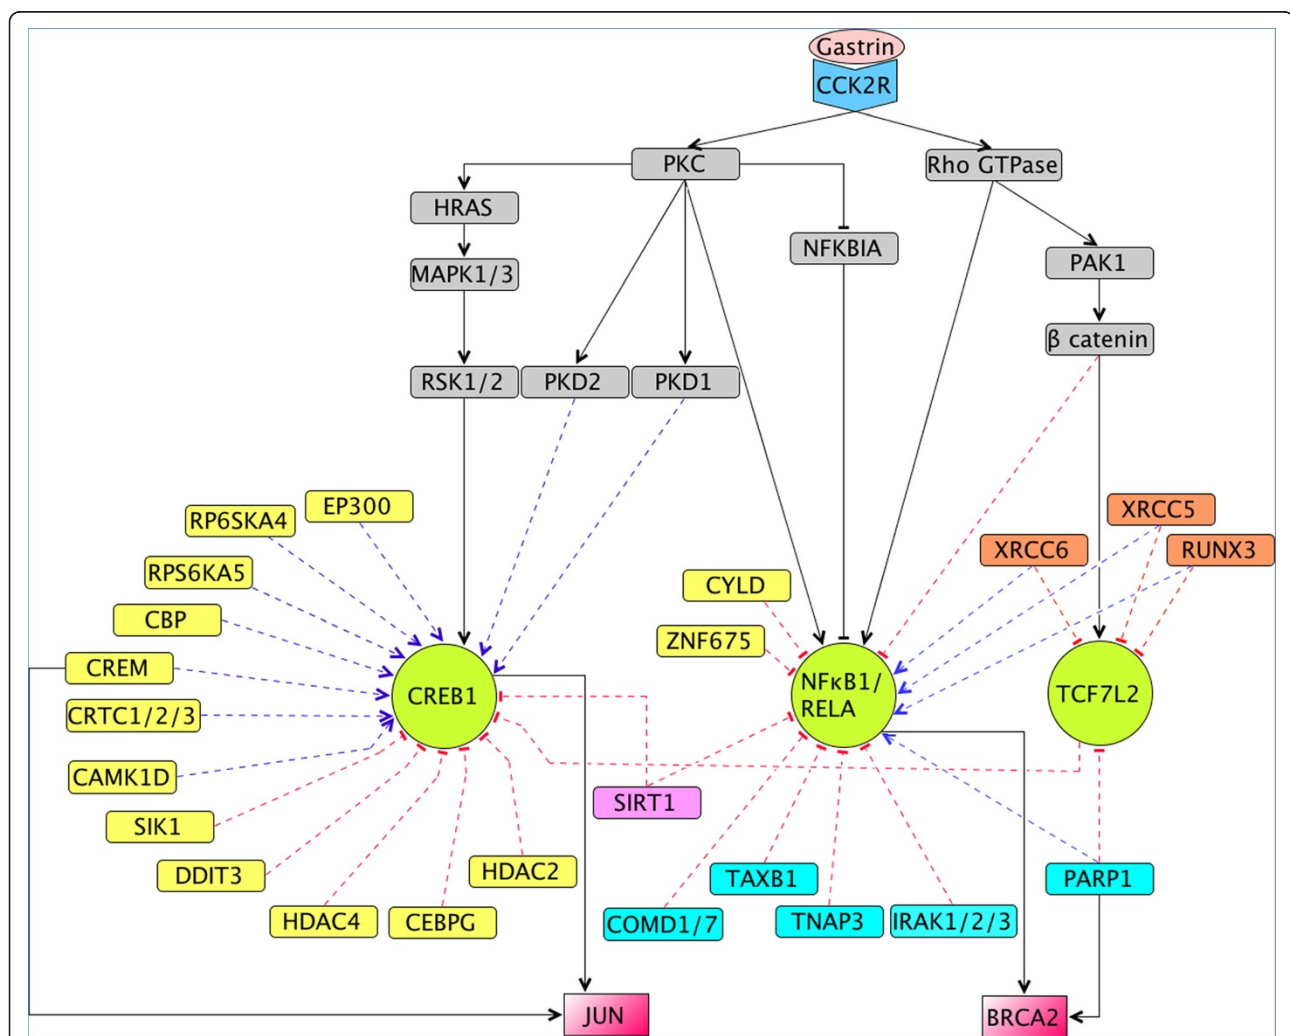 Gastrin
CCK2R
PKC
Rho GTPase
HRAS
NFKBIA
PAK1
MAPK1/3
β catenin
RSK1/2
PKD2
PKD1
EP300
XRCC5
RP6SKA4
XRCC6
RUNX3
RPS6KA5
CYLD
CBP
ZNF675
CREM
CREB1
NFκB1/
RELA
TCF7L2
CRTC1/2/3
CAMK1D
SIRT1
SIK1
DDIT3
HDAC2
TAXB1
PARP1
HDAC4
CEBPG
COMD1/7
TNAP3
IRAK1/2/3
JUN
BRCA2